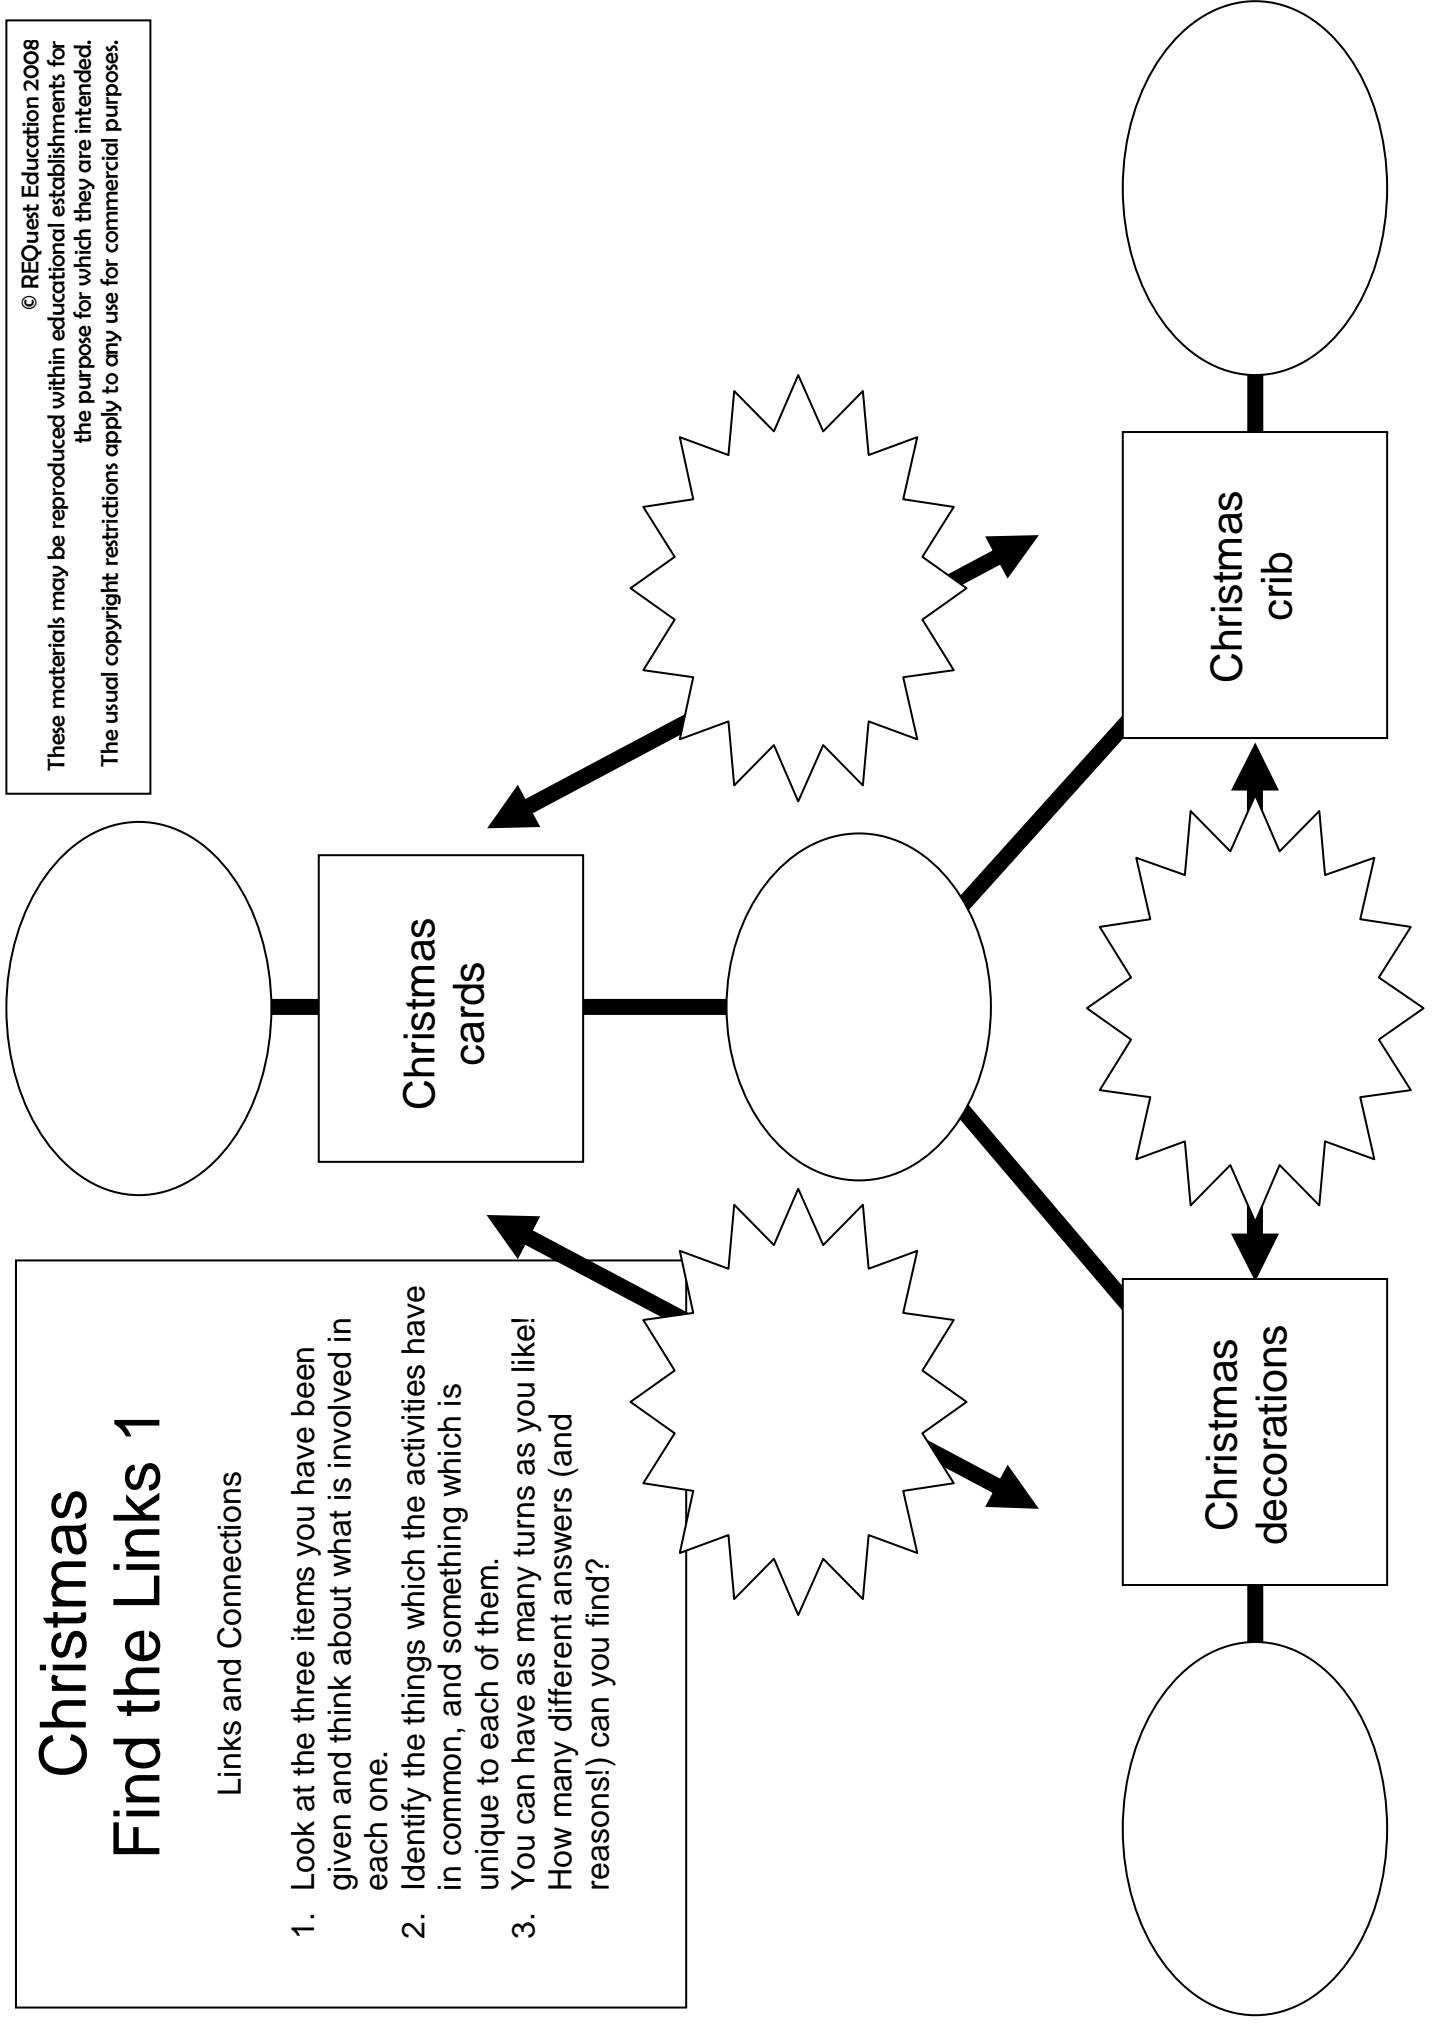 Christmas
Find the Links 1
Links and Connections
1. Look at the three items you have been
given and think about what is involved in
each one.
2. Identify the things which the activities have
in common, and something which is
unique to each of them.
3. You can have as many turns as you like!
How many different answers (and
reasons!) can you find?
© REQuest Education 2008
These materials may be reproduced within educational establishments for
the purpose for which they are intended.
The usual copyright restrictions apply to any use for commercial purposes.
Christmas
cards
Christmas
decorations
Christmas
crib